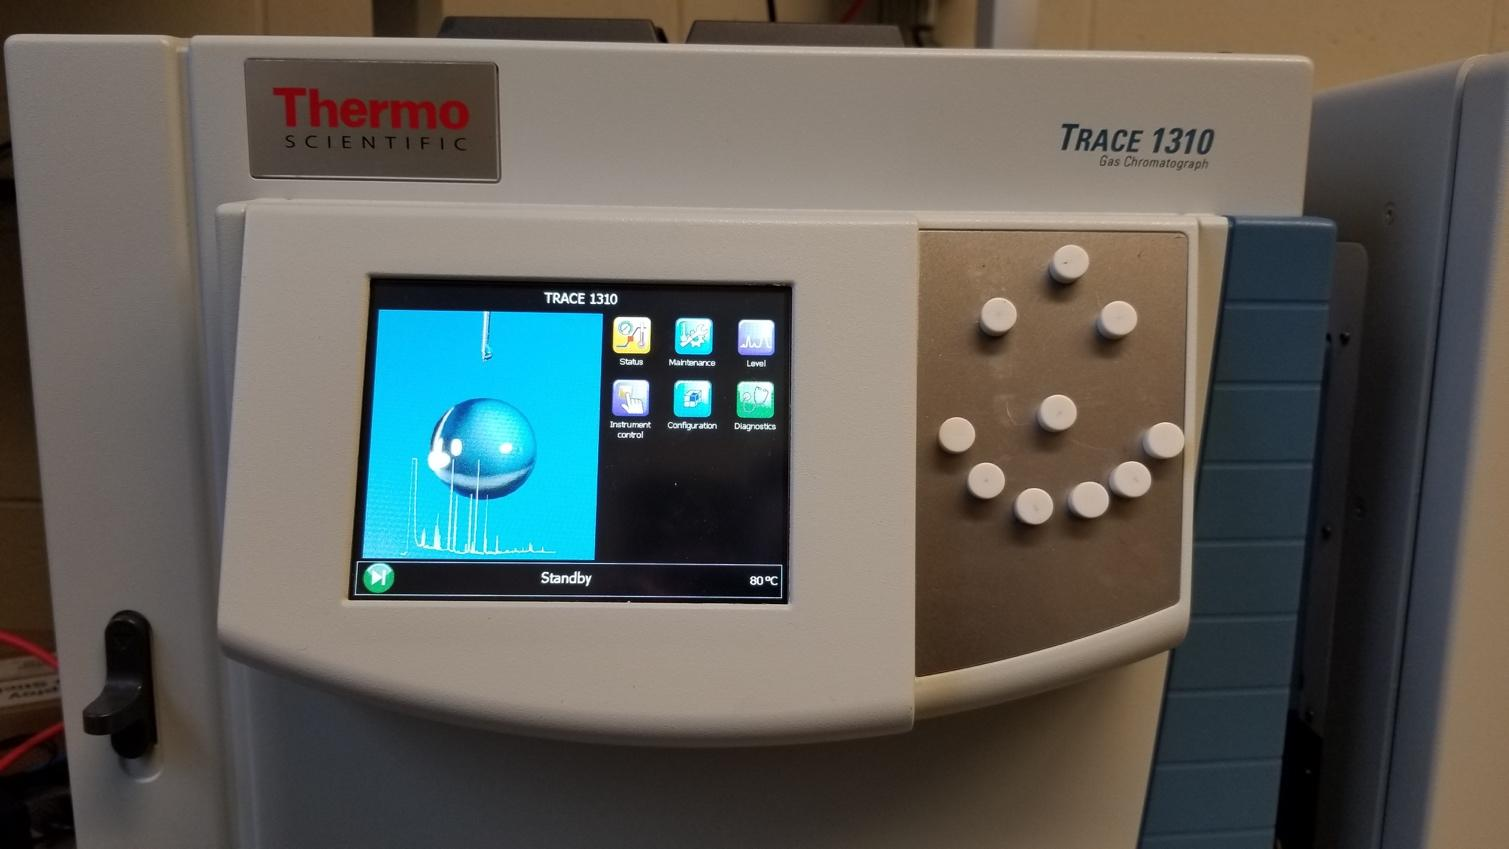 Thermo
SCIENTIFIC
TRACE 1310
Gas Chromatograph
TRACE 1310
Status
Maintenance
Level
Instrument
control
Configuration
Diagnostics
Standby
80 °C